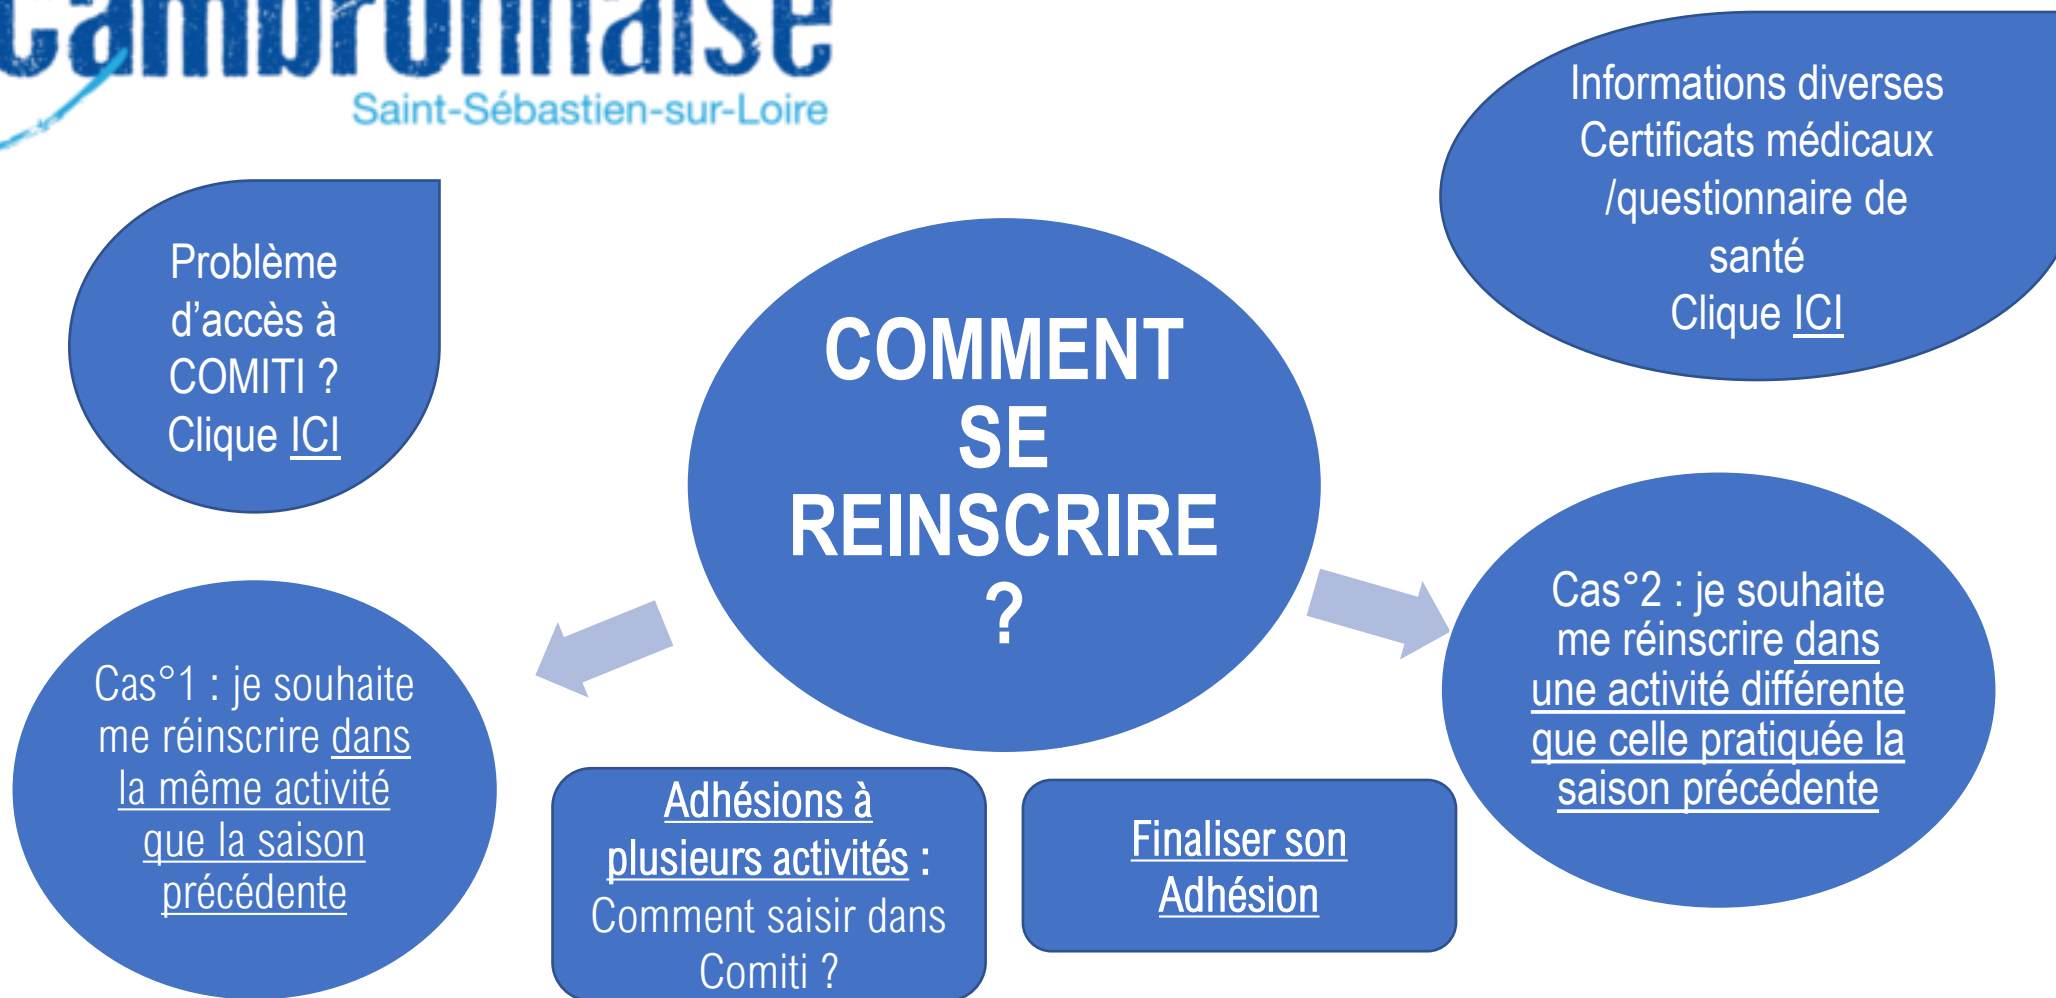 Cambronnaise
Saint-Sébastien-sur-Loire
Informations diverses
Certificats médicaux
/questionnaire de
santé
Clique ICI
Problème
d’accès à
COMITI ?
Clique ICI
COMMENT
SE
REINSCRIRE
?
Cas°1 : je souhaite
me réinscrire dans
la même activité
que la saison
précédente
Cas°2 : je souhaite
me réinscrire dans
une activité différente
que celle pratiquée la
saison précédente
Adhésions à
plusieurs activités :
Comment saisir dans
Comiti ?
Finaliser son
Adhésion